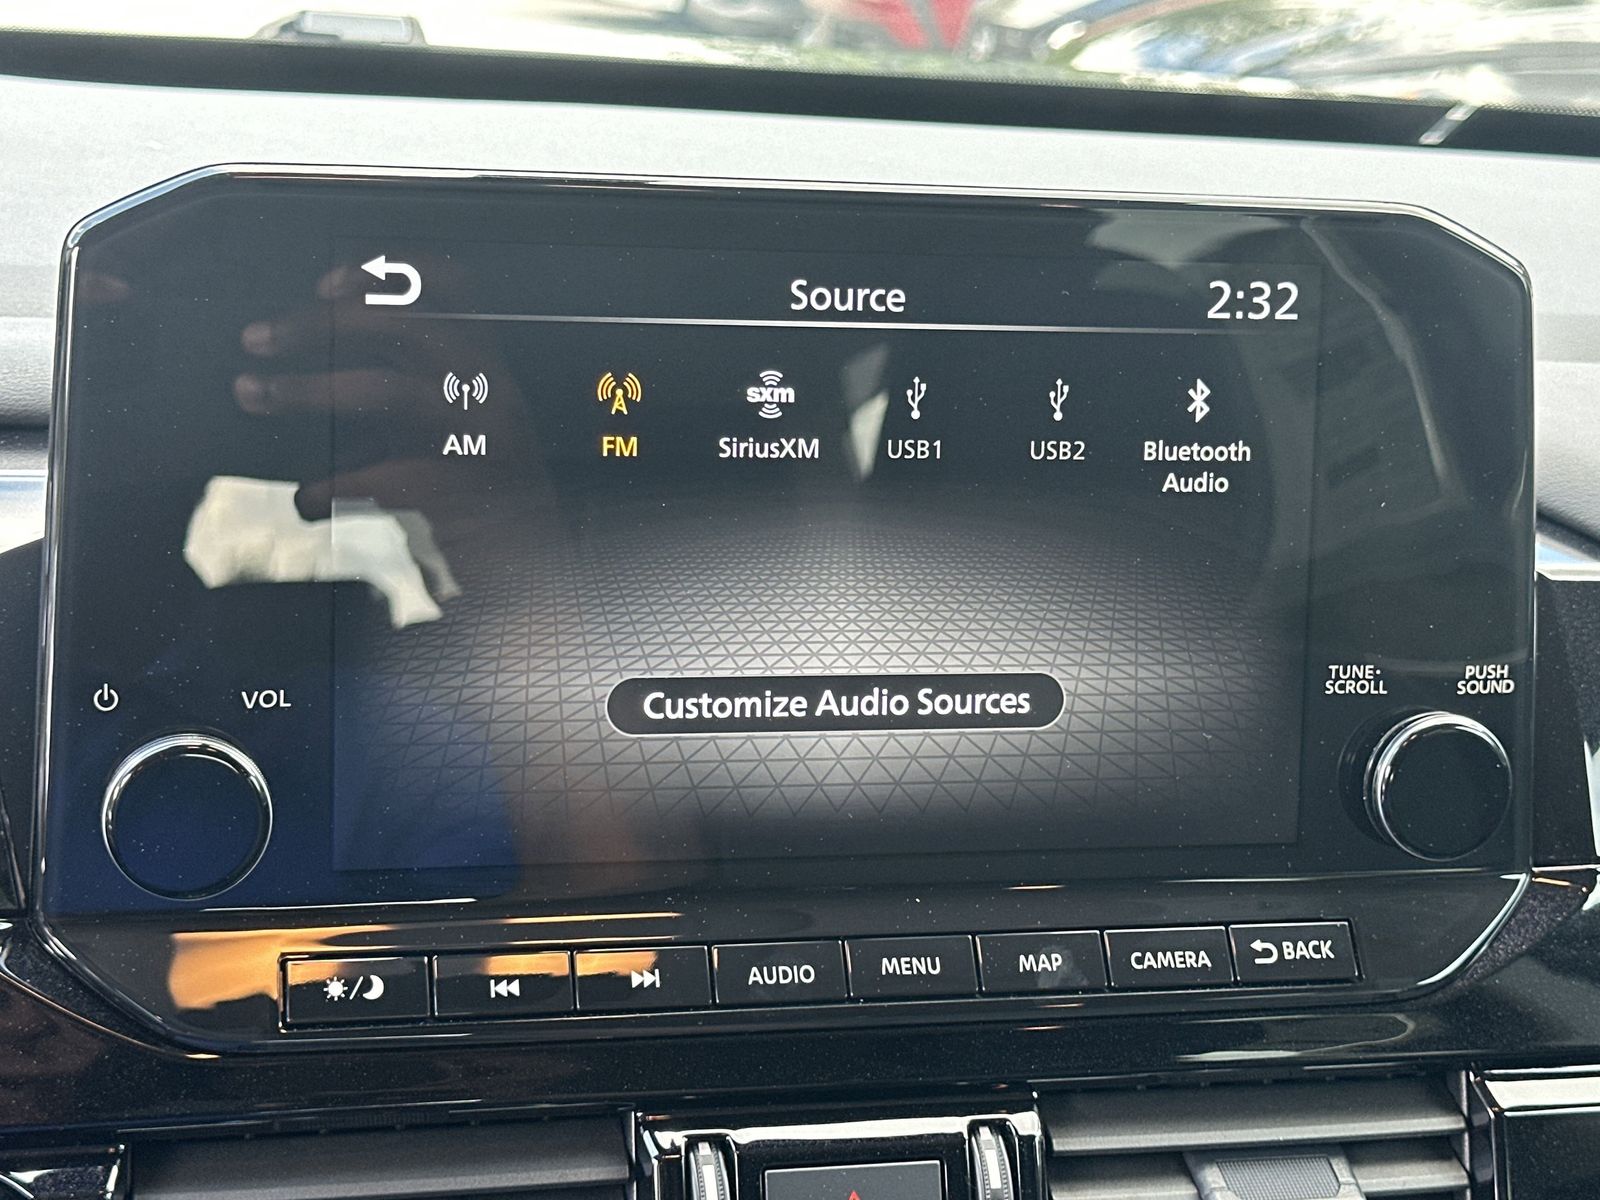 Source
2:32
AM
FM
sxm
SiriusXM
USB1
USB2
Bluetooth
Audio
Customize Audio Sources
VOL
TUNE·
SCROLL
PUSH
SOUND
AUDIO
MENU
MAP
CAMERA
BACK